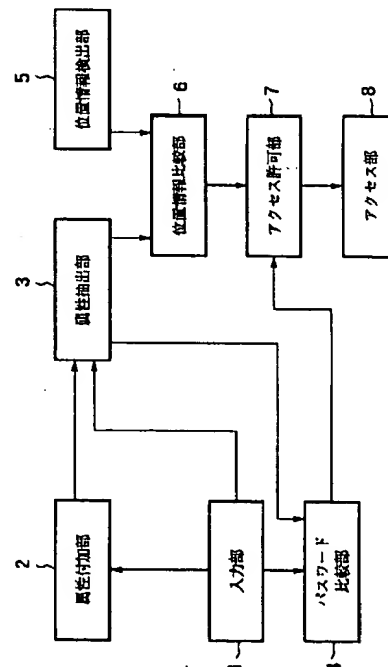 2
属性付加部
3
属性抽出部
5
位置情報検出部
入力部
位置情報比較部
6
パスワード
比較部
アクセス許可部
7
アクセス部
8